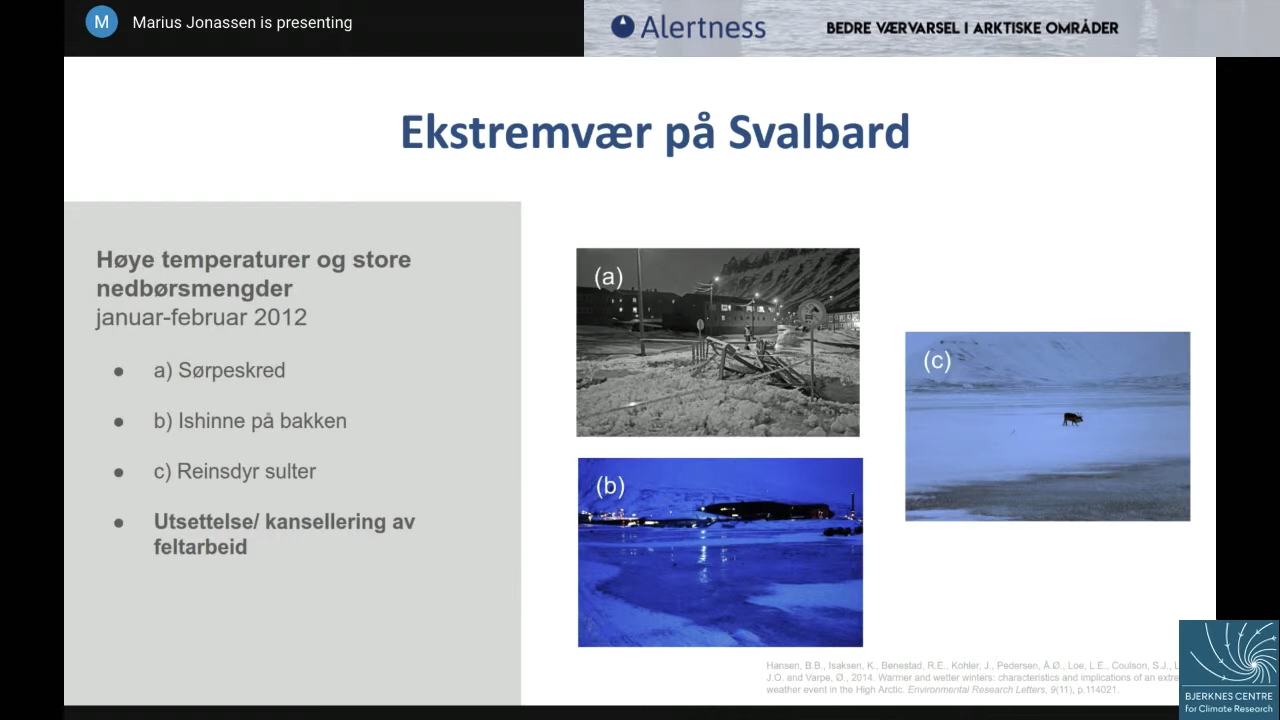 M
Marius Jonassen is presenting
Alertness
BEDRE VÆRVARSEL I ARKTISKE OMRÅDER
Ekstremvær på Svalbard
Høye temperaturer og store
nedbørsmengder
januar-februar 2012
a) Sørpeskred
b) Ishinne på bakken
c) Reinsdyr sulter
Utsettelse/ kansellering av
feltarbeid
(a)
(b)
(c)
Hansen, B.B., Isaksen, K., Benestad, R.E., Kohler, J., Pedersen, Å.Ø., Loe, L.E., Coulson, S.J., L
J.O. and Varpe, Ø., 2014. Warmer and wetter winters: characteristics and implications of an extre
weather event in the High Arctic. Environmental Research Letters, 9(11), p.114021.
BJERKNES CENTRE
for Climate Research